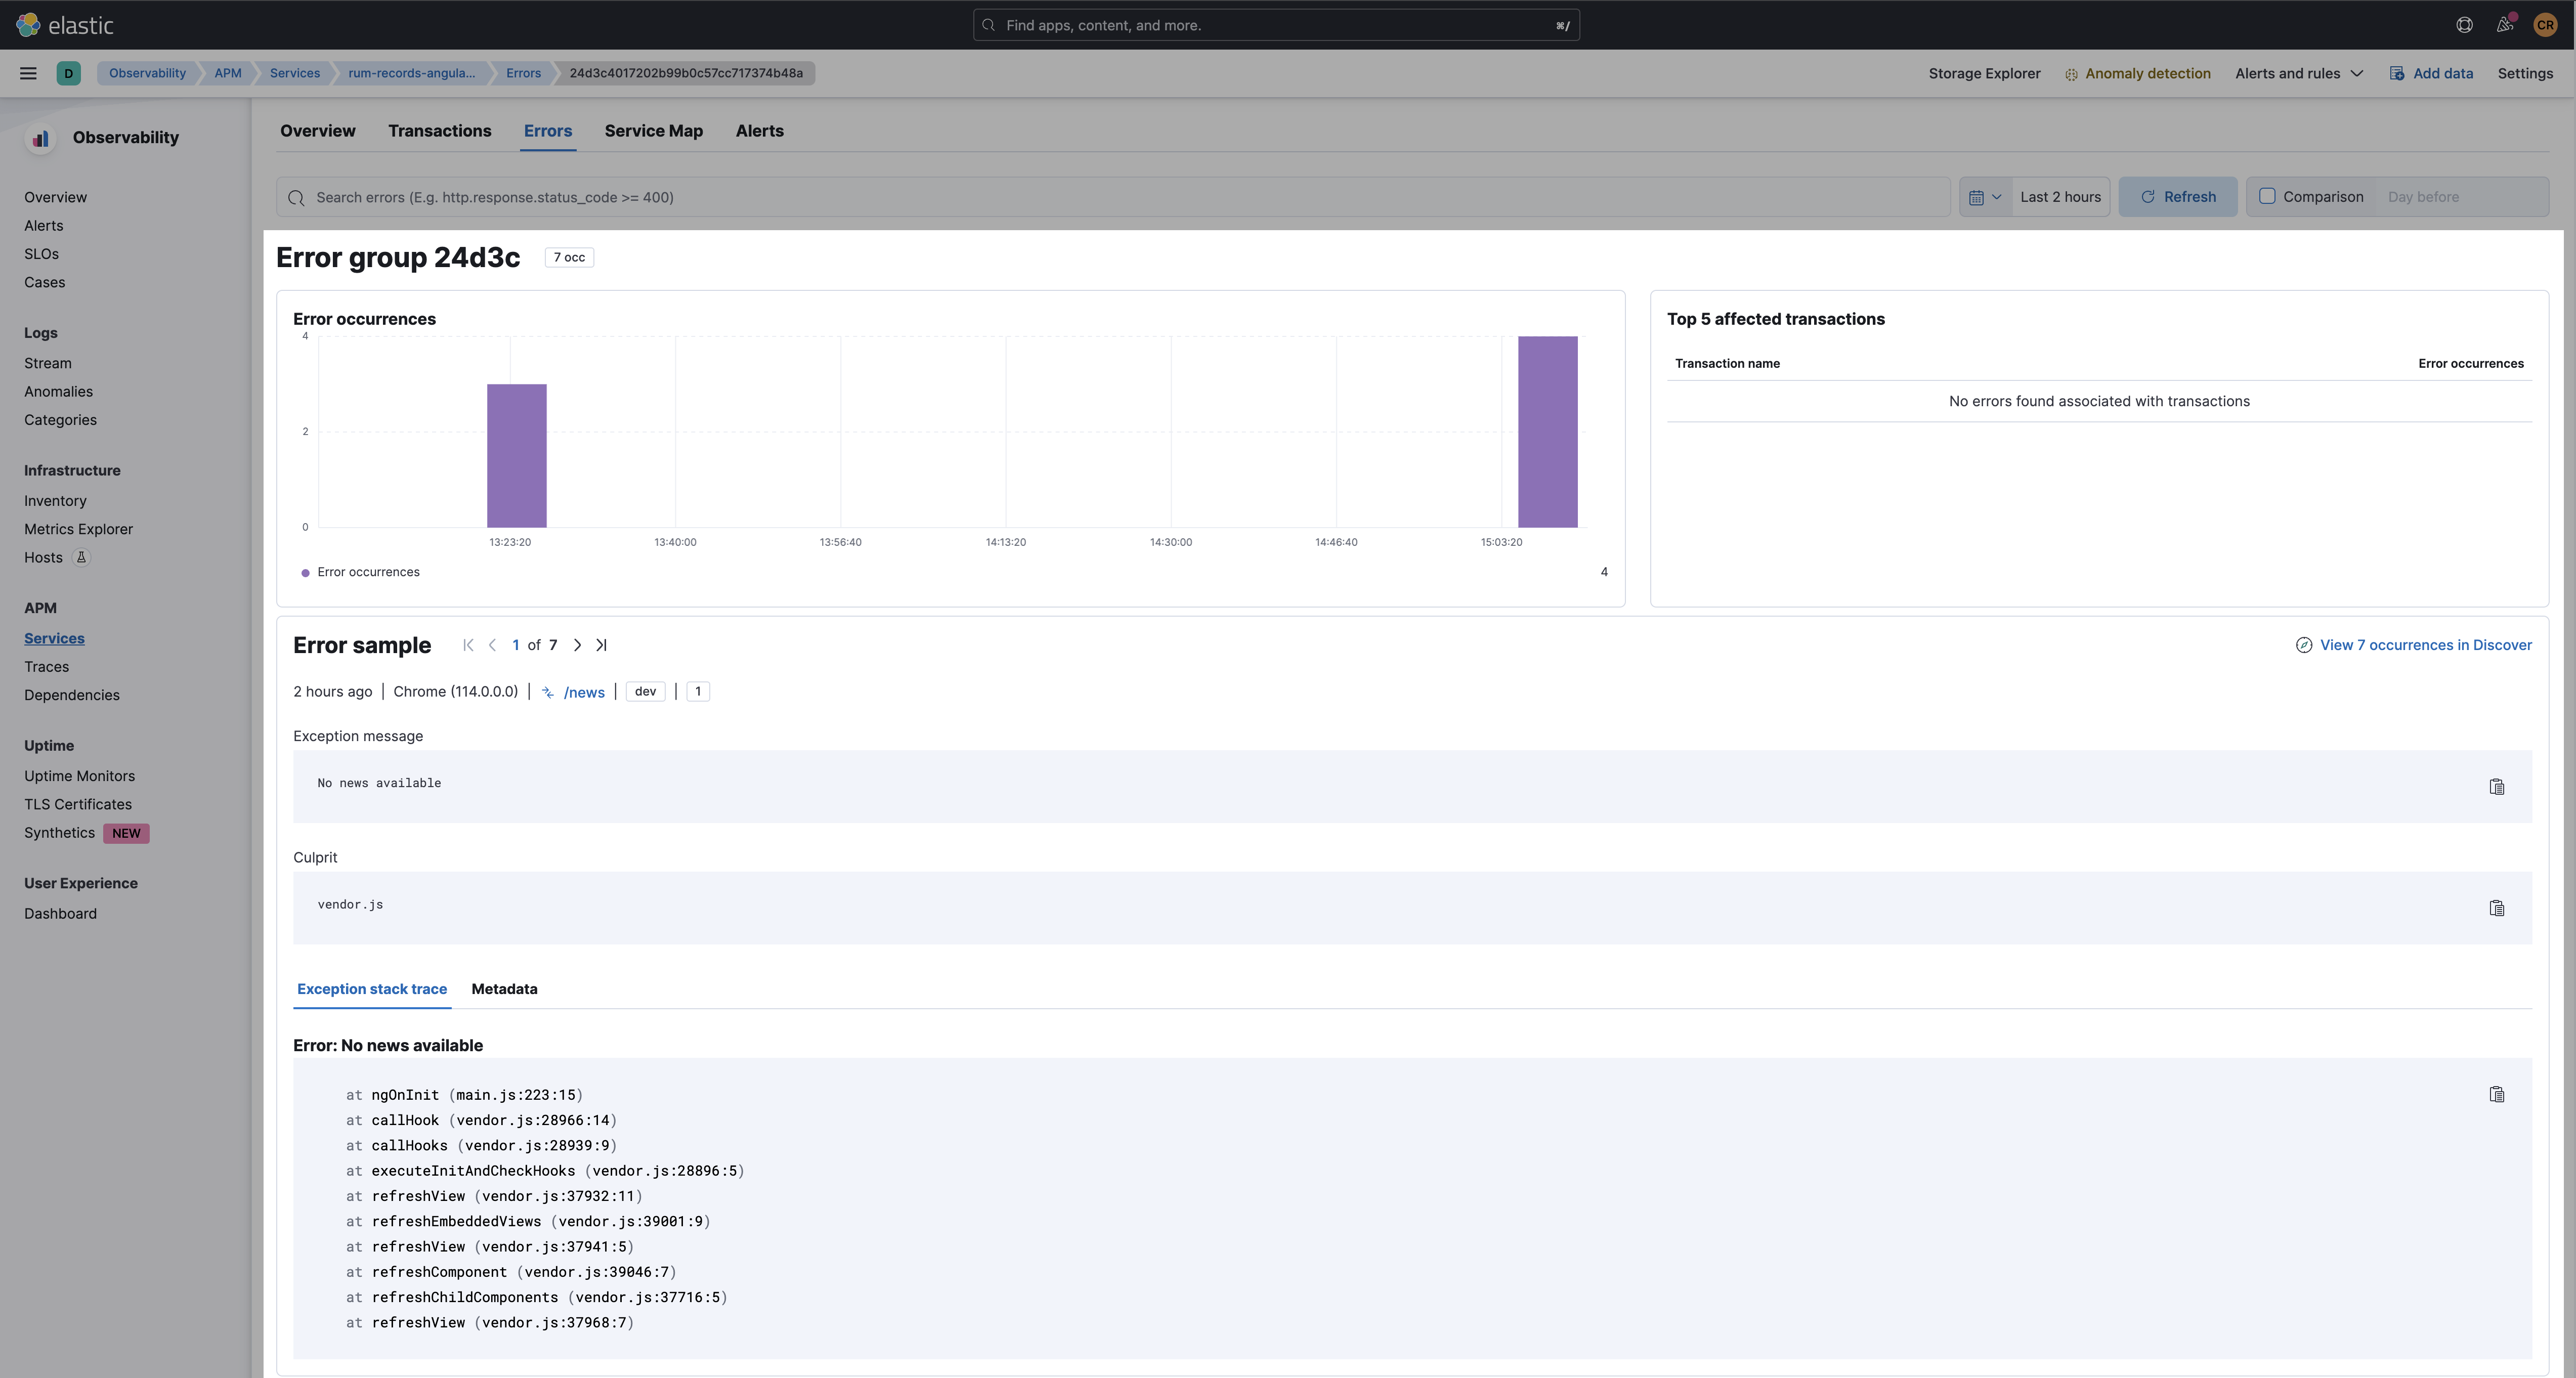 elastic
Find apps, content, and more.
⌘/
CR
D
Observability
APM
Services
rum-records-angula...
Errors
24d3c4017202b99b0c57cc717374b48a
Storage Explorer
Anomaly detection
Alerts and rules
Add data
Settings
Observability
Overview
Alerts
SLOs
Cases
Logs
Stream
Anomalies
Categories
Infrastructure
Inventory
Metrics Explorer
Hosts
APM
Services
Traces
Dependencies
Uptime
Uptime Monitors
TLS Certificates
Synthetics NEW
User Experience
Dashboard
Overview Transactions Errors Service Map Alerts
Search errors (E.g. http.response.status_code >= 400)
Last 2 hours
Refresh
Comparison
Day before
Error group 24d3c 7 occ
Error occurrences
4
2
0
13:23:20 13:40:00 13:56:40 14:13:20 14:30:00 14:46:40 15:03:20
Error occurrences 4
Top 5 affected transactions
Transaction name Error occurrences
No errors found associated with transactions
Error sample 1 of 7
View 7 occurrences in Discover
2 hours ago | Chrome (114.0.0.0) | /news | dev | 1
Exception message
No news available
Culprit
vendor.js
Exception stack trace Metadata
Error: No news available
at ngOnInit (main.js:223:15)
at callHook (vendor.js:28966:14)
at callHooks (vendor.js:28939:9)
at executeInitAndCheckHooks (vendor.js:28896:5)
at refreshView (vendor.js:37932:11)
at refreshEmbeddedViews (vendor.js:39001:9)
at refreshView (vendor.js:37941:5)
at refreshComponent (vendor.js:39046:7)
at refreshChildComponents (vendor.js:37716:5)
at refreshView (vendor.js:37968:7)